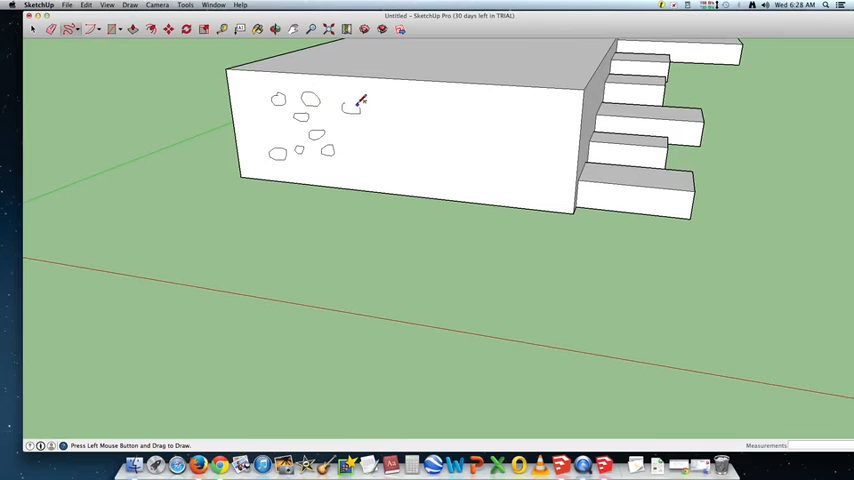 SketchUp File Edit View Camera Draw Tools Window Help Wed 6:28 AM
Untitled - SketchUp Pro (30 days left in TRIAL)
Press Left Mouse Button and Drag to Draw. Measurements